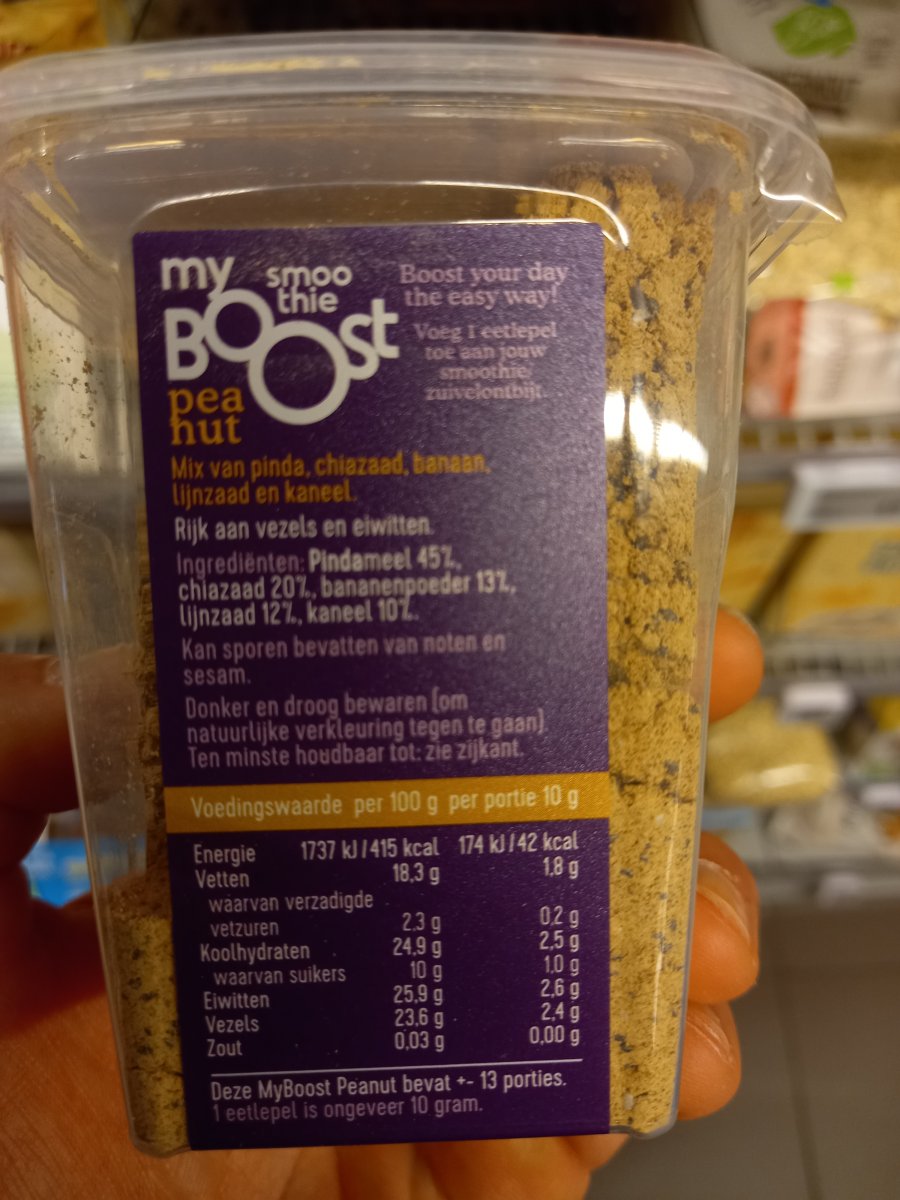 my smoo
thie
BOOst
pea
nut
Boost your day
the easy way!
Voeg 1 eetlepel
toe aan jouw
smoothie/
zuivelontbijt.
Mix van pinda, chiazaad, banaan,
lijnzaad en kaneel.
Rijk aan vezels en eiwitten.
Ingrediënten: Pindameel 45%,
chiazaad 20%, bananenpoeder 13%,
lijnzaad 12%, kaneel 10%.
Kan sporen bevatten van noten en
sesam.
Donker en droog bewaren (om
natuurlijke verkleuring tegen te gaan).
Ten minste houdbaar tot: zie zijkant.
Voedingswaarde per 100 g per portie 10 g
Energie 1737 kJ / 415 kcal 174 kJ / 42 kcal
Vetten 18,3 g 1,8 g
waarvan verzadigde
vetzuren 2,3 g 0,2 g
Koolhydraten 24,9 g 2,5 g
waarvan suikers 10 g 1,0 g
Eiwitten 25,9 g 2,6 g
Vezels 23,6 g 2,4 g
Zout 0,03 g 0,00 g
Deze MyBoost Peanut bevat +- 13 porties.
1 eetlepel is ongeveer 10 gram.